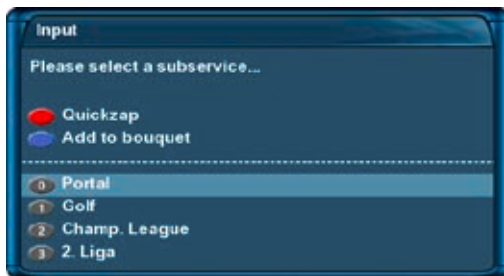 Input
Please select a subservice...
Quickzap
Add to bouquet
0 Portal
1 Golf
2 Champ. League
3 2. Liga